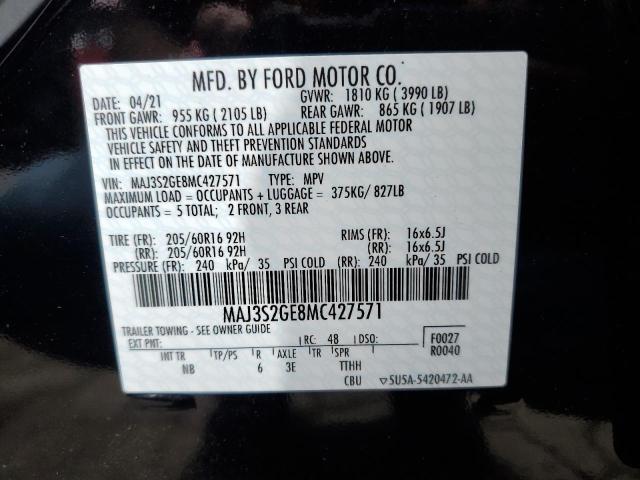 MFD. BY FORD MOTOR CO.
DATE: 04/21 GVWR: 1810 KG ( 3990 LB)
FRONT GAWR: 955 KG ( 2105 LB) REAR GAWR: 865 KG ( 1907 LB)
THIS VEHICLE CONFORMS TO ALL APPLICABLE FEDERAL MOTOR
VEHICLE SAFETY AND THEFT PREVENTION STANDARDS
IN EFFECT ON THE DATE OF MANUFACTURE SHOWN ABOVE.
VIN: MAJ3S2GE8MC427571 TYPE: MPV
MAXIMUM LOAD = OCCUPANTS + LUGGAGE = 375KG/ 827LB
OCCUPANTS = 5 TOTAL; 2 FRONT, 3 REAR
TIRE (FR): 205/60R16 92H RIMS (FR): 16x6.5J
(RR): 205/60R16 92H (RR): 16x6.5J
PRESSURE (FR): 240 kPa/ 35 PSI COLD (RR): 240 kPa/ 35 PSI COLD
MAJ3S2GE8MC427571
TRAILER TOWING - SEE OWNER GUIDE
EXT PNT: RC: 48 DSO: F0027
R0040
INT TR TP/PS R AXLE TR SPR
NB 6 3E TTHH
CBU ▽5U5A-5420472-AA